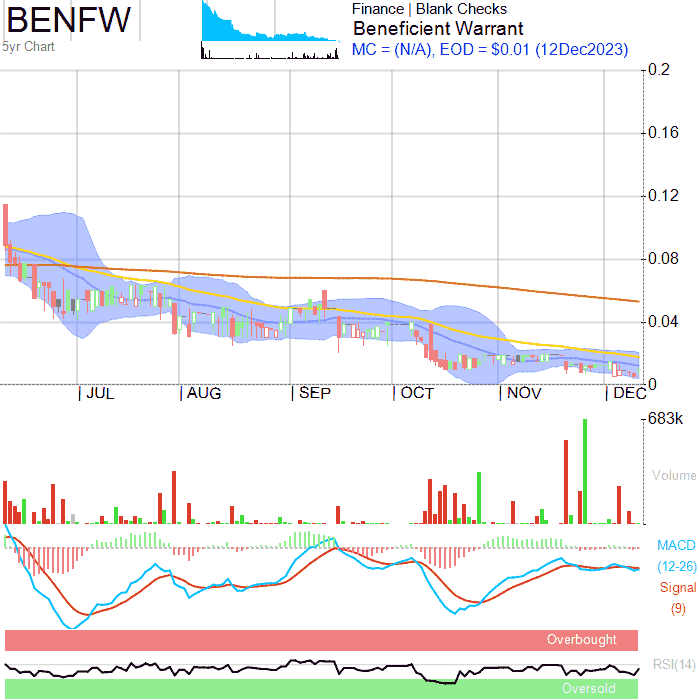 BENFW
5yr Chart
Finance | Blank Checks
Beneficient Warrant
MC = (N/A), EOD = $0.01 (12Dec2023)
0.2
0.16
0.12
0.08
0.04
0
JUL
AUG
SEP
OCT
NOV
DEC
683k
Volume
MACD
(12-26)
Signal
(9)
Overbought
RSI(14)
Oversold